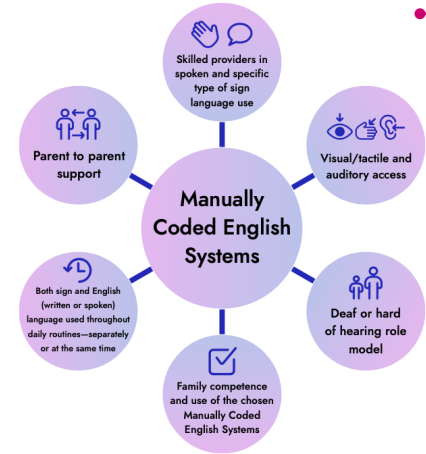 Skilled providers in
spoken and specific
type of sign
language use
Parent to parent
support
Visual/tactile and
auditory access
Manually
Coded English
Systems
Both sign and English
(written or spoken)
language used throughout
daily routines—separately
or at the same time
Deaf or hard
of hearing role
model
Family competence
and use of the chosen
Manually Coded
English Systems